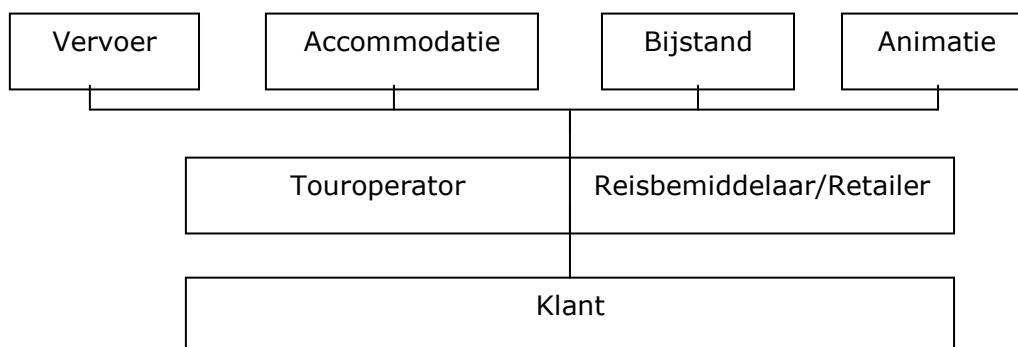 Vervoer Accommodatie Bijstand Animatie
Touroperator Reisbemiddelaar/Retailer
Klant